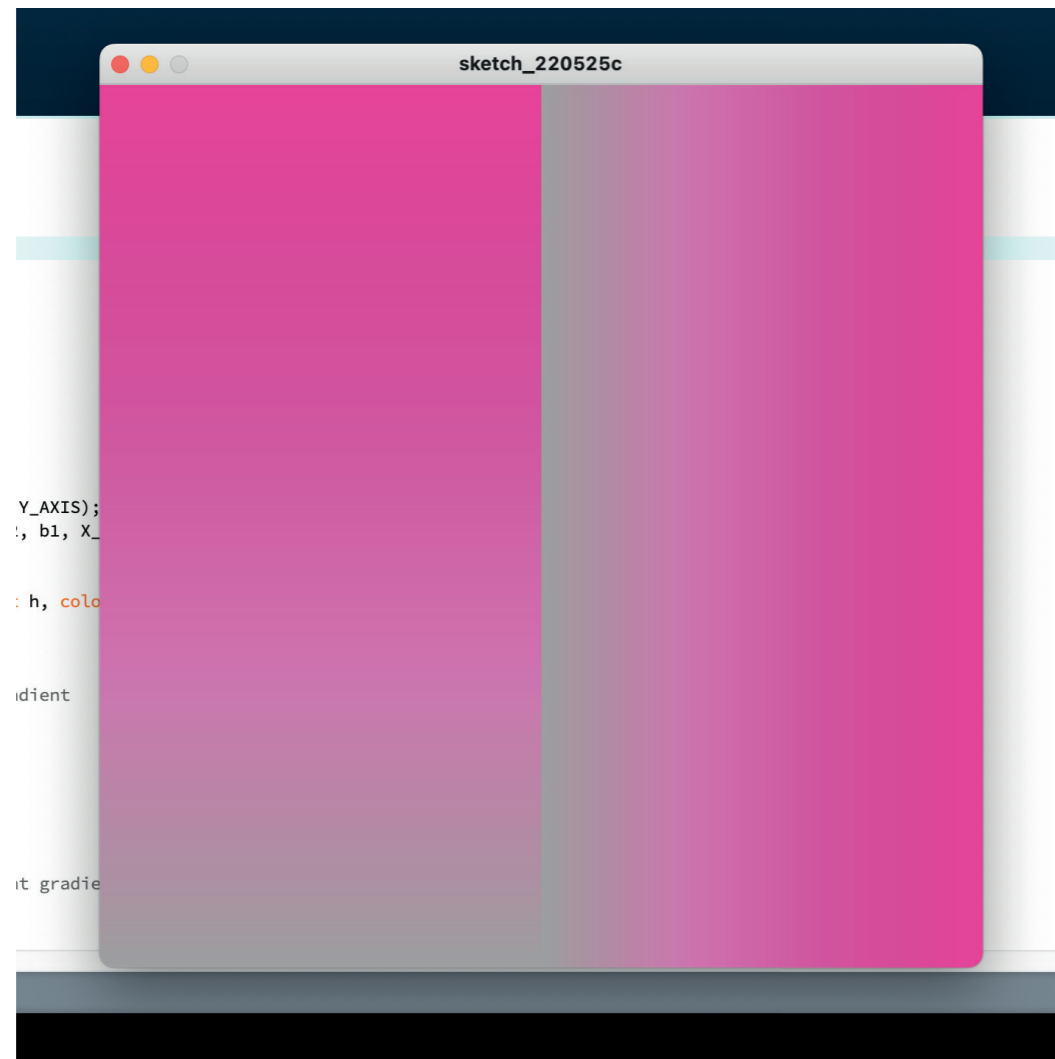 sketch_220525c
Y_AXIS);
, b1, X_
h, colo
dient
t gradie